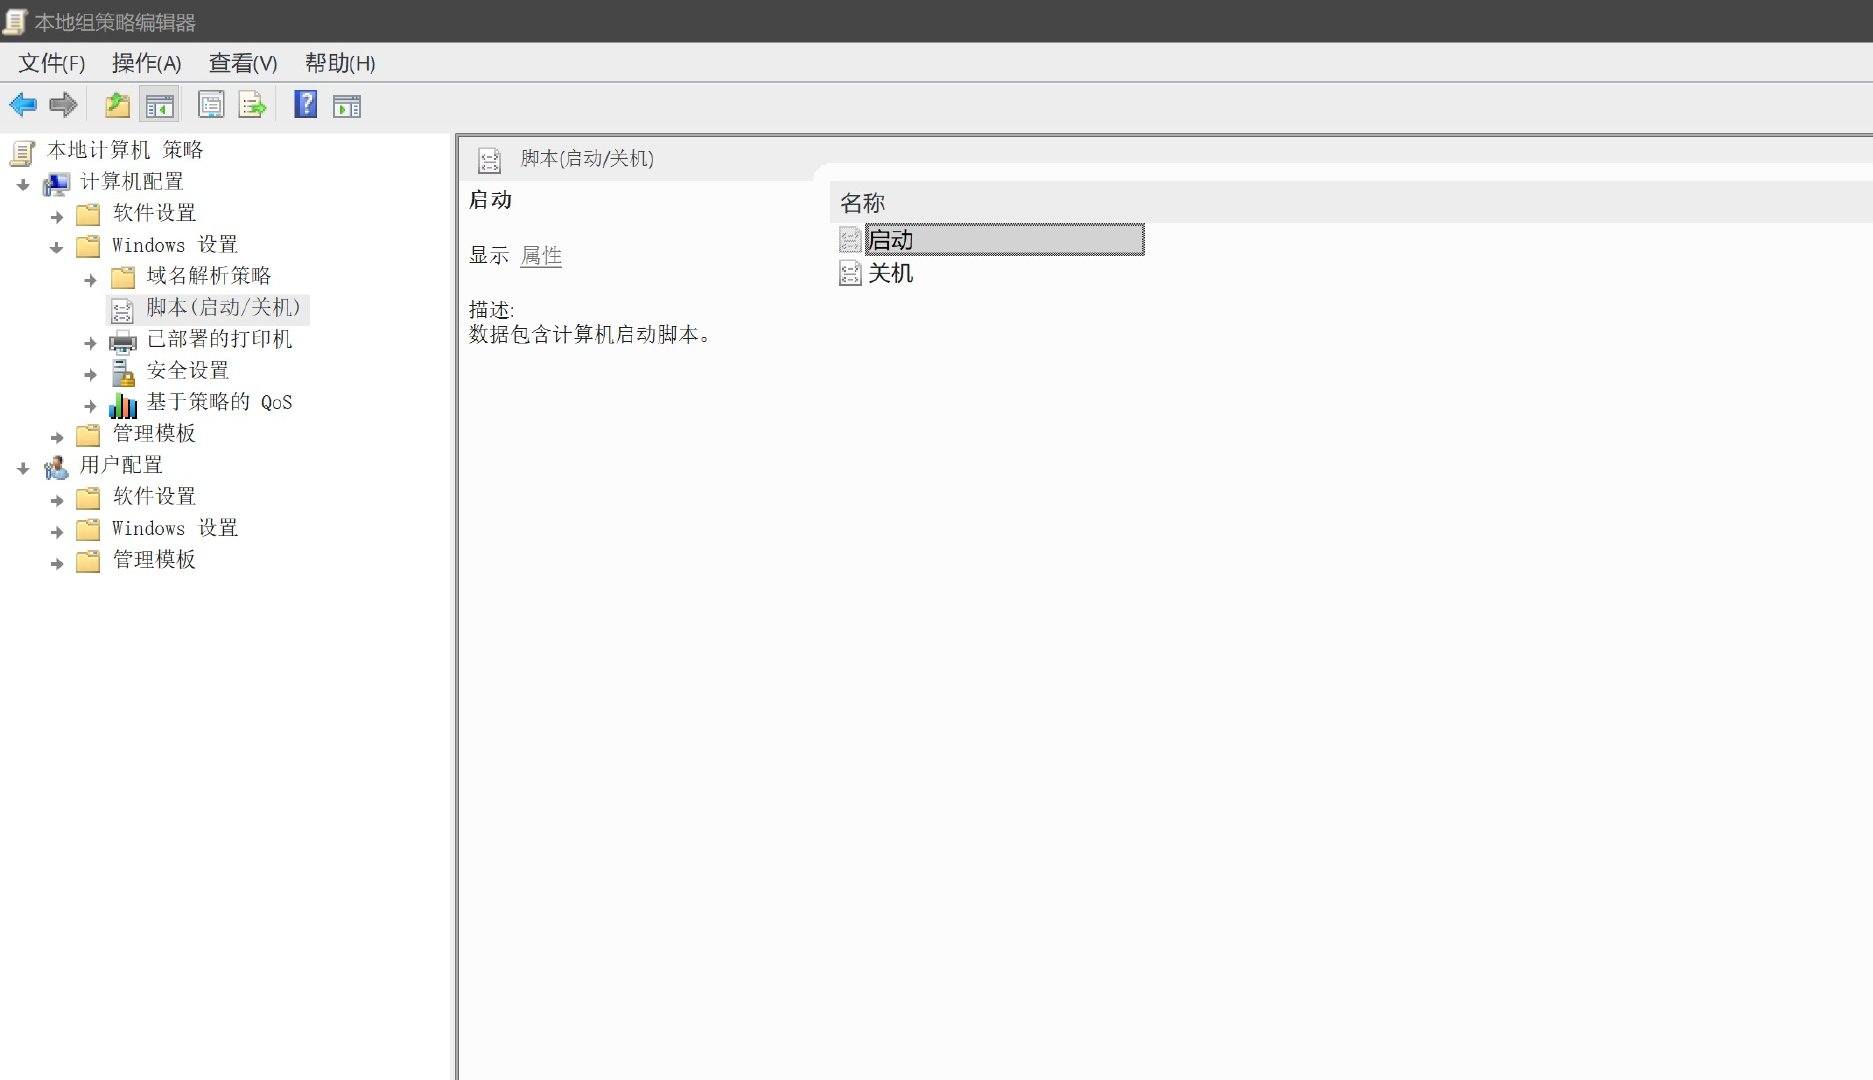 本地组策略编辑器
文件(F) 操作(A) 查看(V) 帮助(H)
本地计算机 策略
计算机配置
软件设置
Windows 设置
域名解析策略
脚本(启动/关机)
已部署的打印机
安全设置
基于策略的 QoS
管理模板
用户配置
软件设置
Windows 设置
管理模板
脚本(启动/关机)
启动
显示 属性
描述:
数据包含计算机启动脚本。
名称
启动
关机